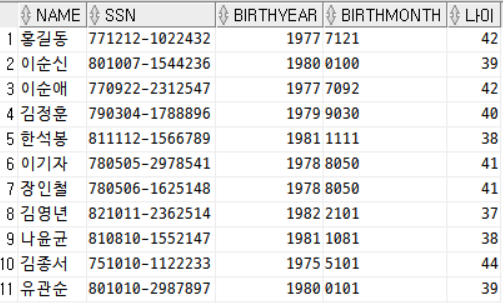 NAME SSN BIRTHYEAR BIRTHMONTH 나이
1 홍길동 771212-1022432 1977 7121 42
2 이순신 801007-1544236 1980 0100 39
3 이순애 770922-2312547 1977 7092 42
4 김정훈 790304-1788896 1979 9030 40
5 한석봉 811112-1566789 1981 1111 38
6 이기자 780505-2978541 1978 8050 41
7 장인철 780506-1625148 1978 8050 41
8 김영년 821011-2362514 1982 2101 37
9 나윤균 810810-1552147 1981 1081 38
10 김종서 751010-1122233 1975 5101 44
11 유관순 801010-2987897 1980 0101 39